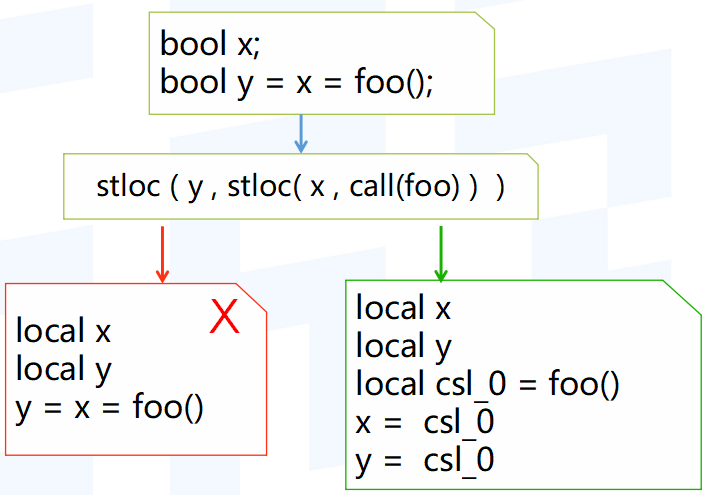 bool x;
bool y = x = foo();
stloc ( y , stloc( x , call(foo) )  )
X
local x
local y
y = x = foo()
local x
local y
local csl_0 = foo()
x =  csl_0
y =  csl_0